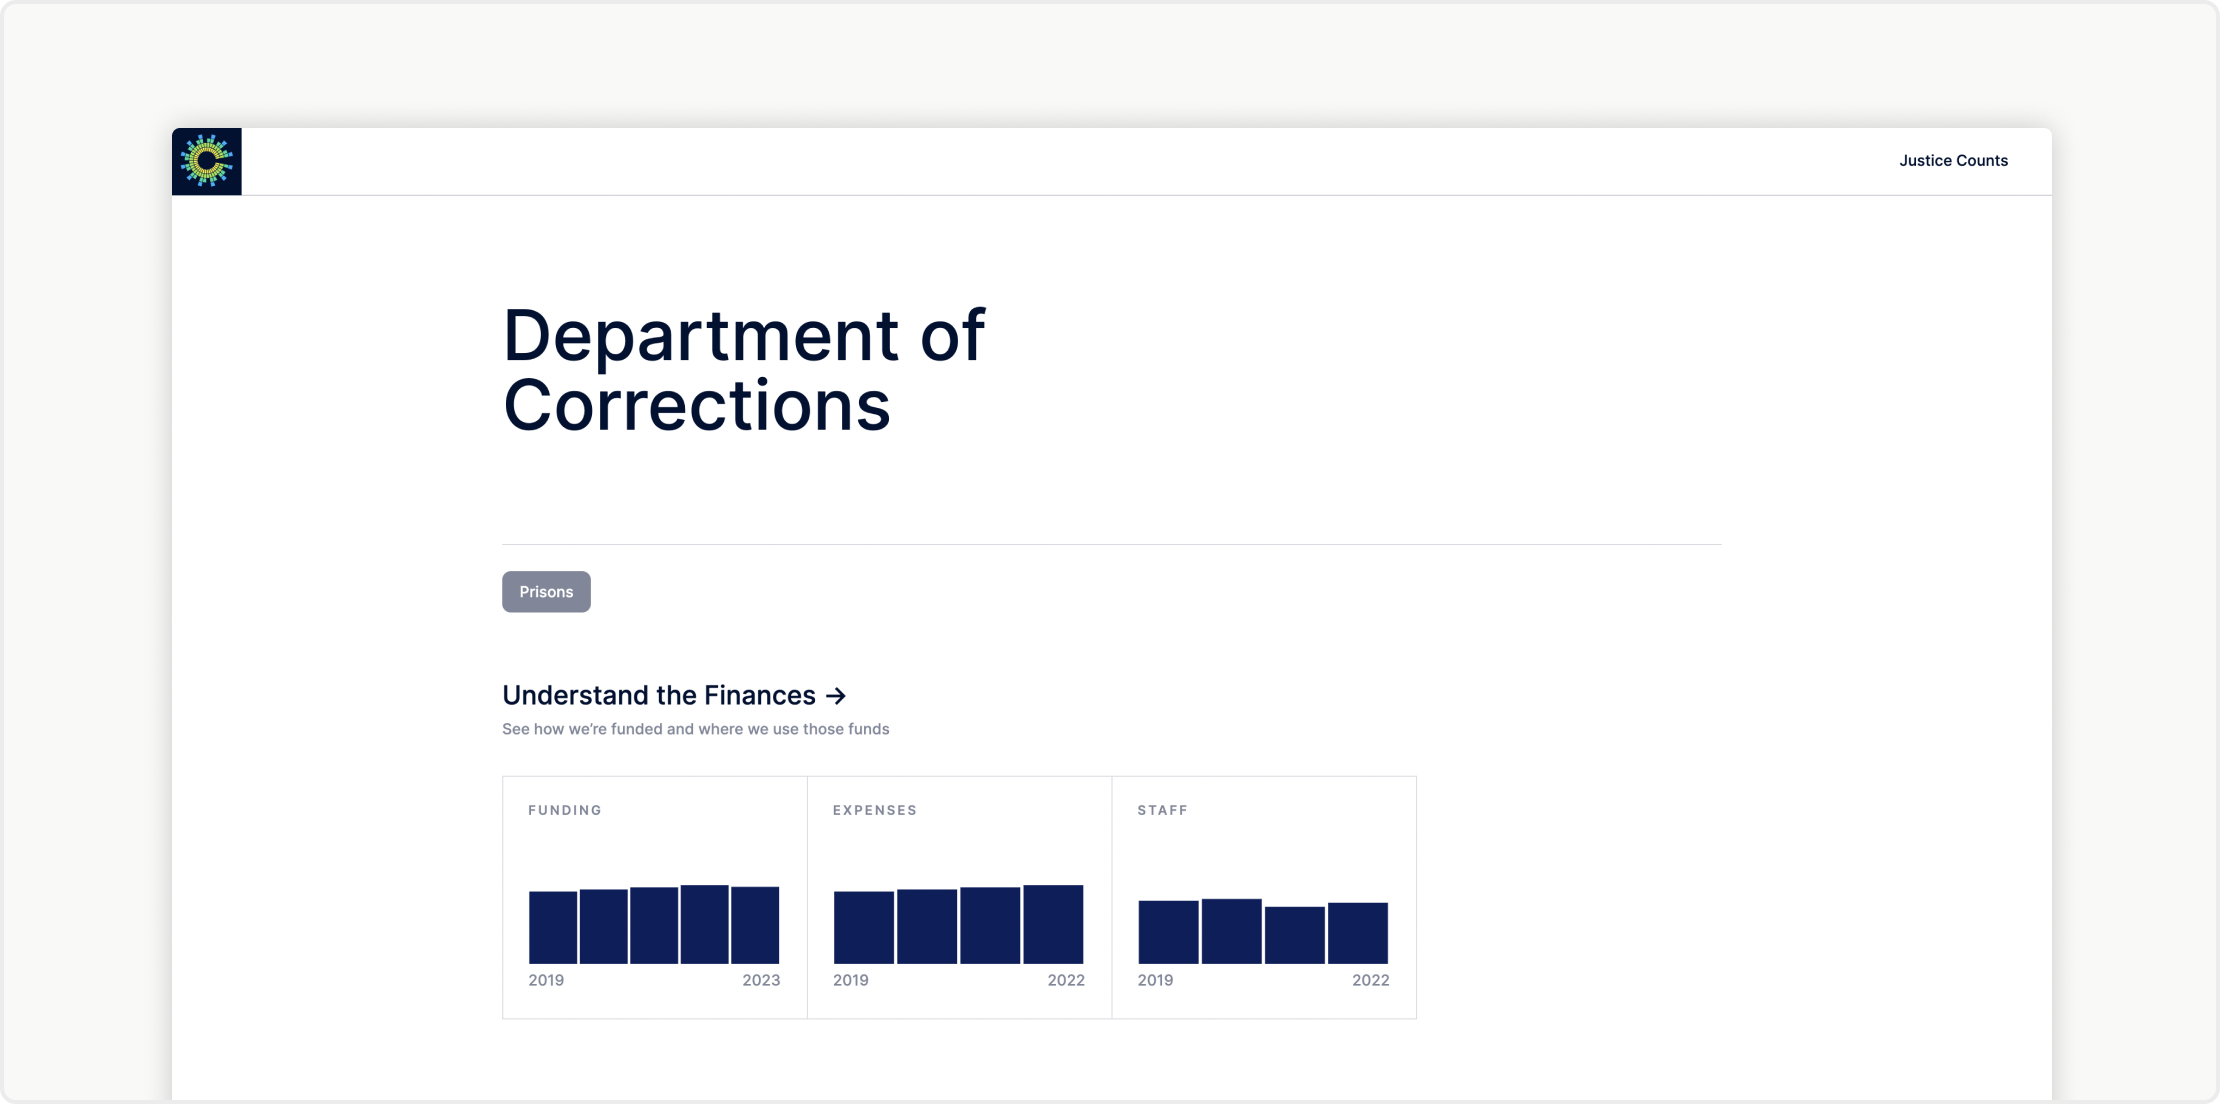 Justice Counts
Department of
Corrections
Prisons
Understand the Finances →
See how we're funded and where we use those funds
FUNDING
2019 2023
EXPENSES
2019 2022
STAFF
2019 2022